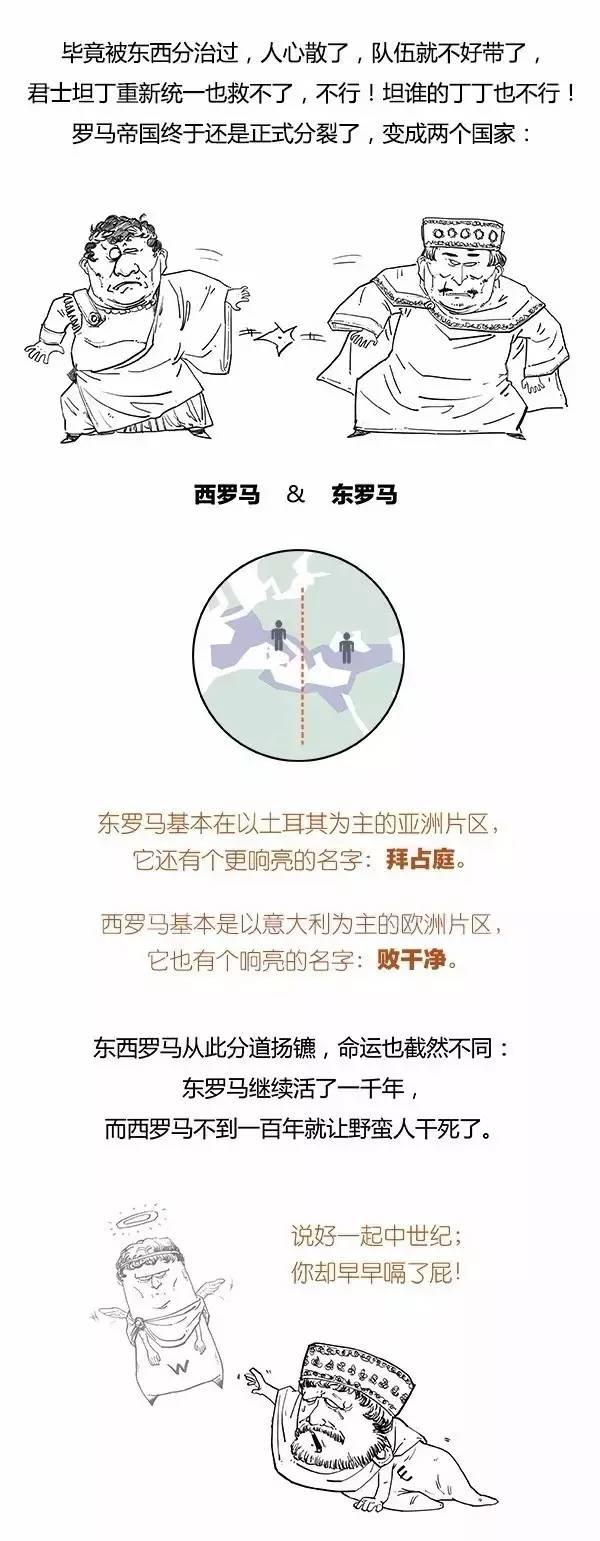 毕竟被东西分治过，人心散了，队伍就不好带了，
君士坦丁重新统一也救不了，不行！坦谁的丁丁也不行！
罗马帝国终于还是正式分裂了，变成两个国家：
西罗马 & 东罗马
东罗马基本在以土耳其为主的亚洲片区，
它还有个更响亮的名字：拜占庭。
西罗马基本是以意大利为主的欧洲片区，
它也有个响亮的名字：败干净。
东西罗马从此分道扬镳，命运也截然不同：
东罗马继续活了一千年，
而西罗马不到一百年就让野蛮人干死了。
说好一起中世纪；
你却早早嗝了屁！
W
E